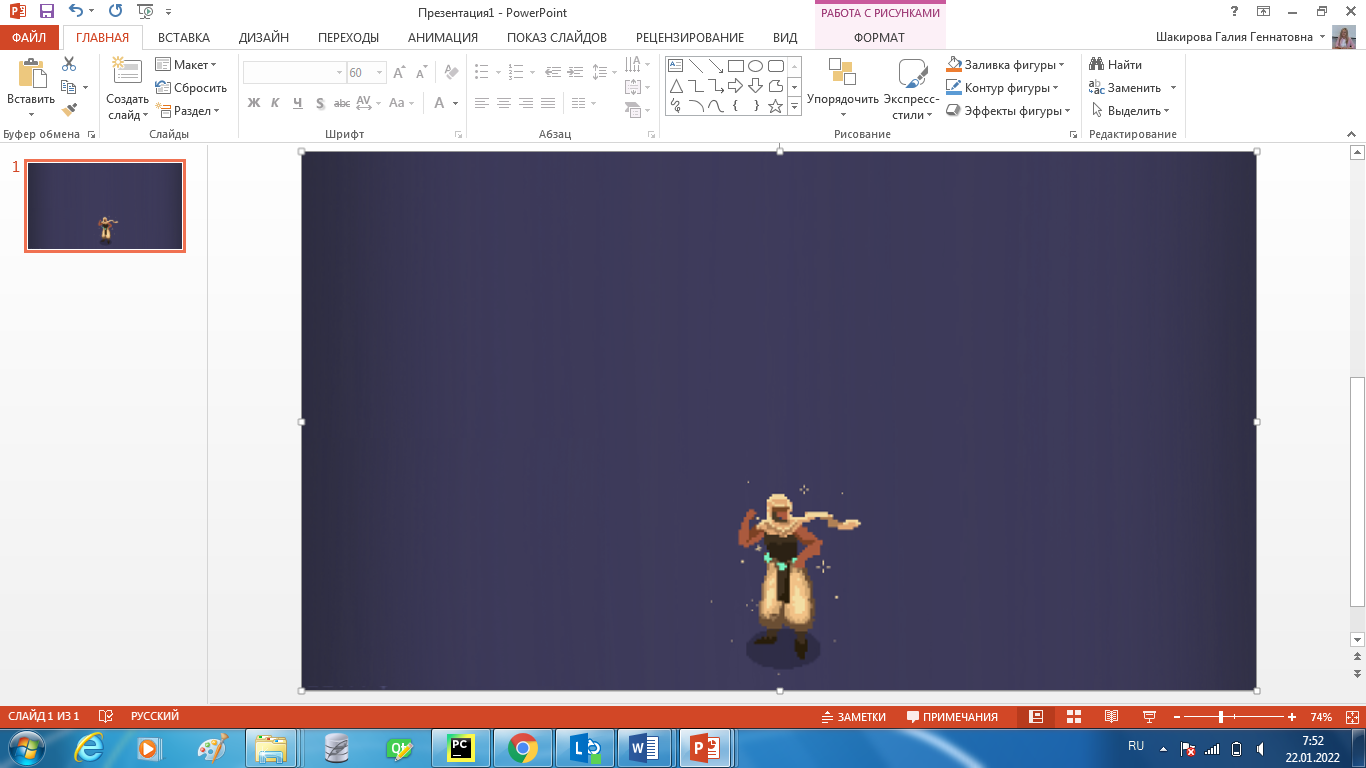 Презентация1 - PowerPoint
РАБОТА С РИСУНКАМИ
?
ФАЙЛ ГЛАВНАЯ ВСТАВКА ДИЗАЙН ПЕРЕХОДЫ АНИМАЦИЯ ПОКАЗ СЛАЙДОВ РЕЦЕНЗИРОВАНИЕ ВИД ФОРМАТ Шакирова Галия Геннатовна
Вставить
Создать слайд
Макет
Сбросить
Раздел
60
Ж К Ч S abc AV Aa А
Упорядочить
Экспресс-стили
Заливка фигуры
Контур фигуры
Эффекты фигуры
Найти
Заменить
Выделить
Буфер обмена Слайды Шрифт Абзац Рисование Редактирование
1
СЛАЙД 1 ИЗ 1 РУССКИЙ ЗАМЕТКИ ПРИМЕЧАНИЯ 74%
RU
7:52
22.01.2022